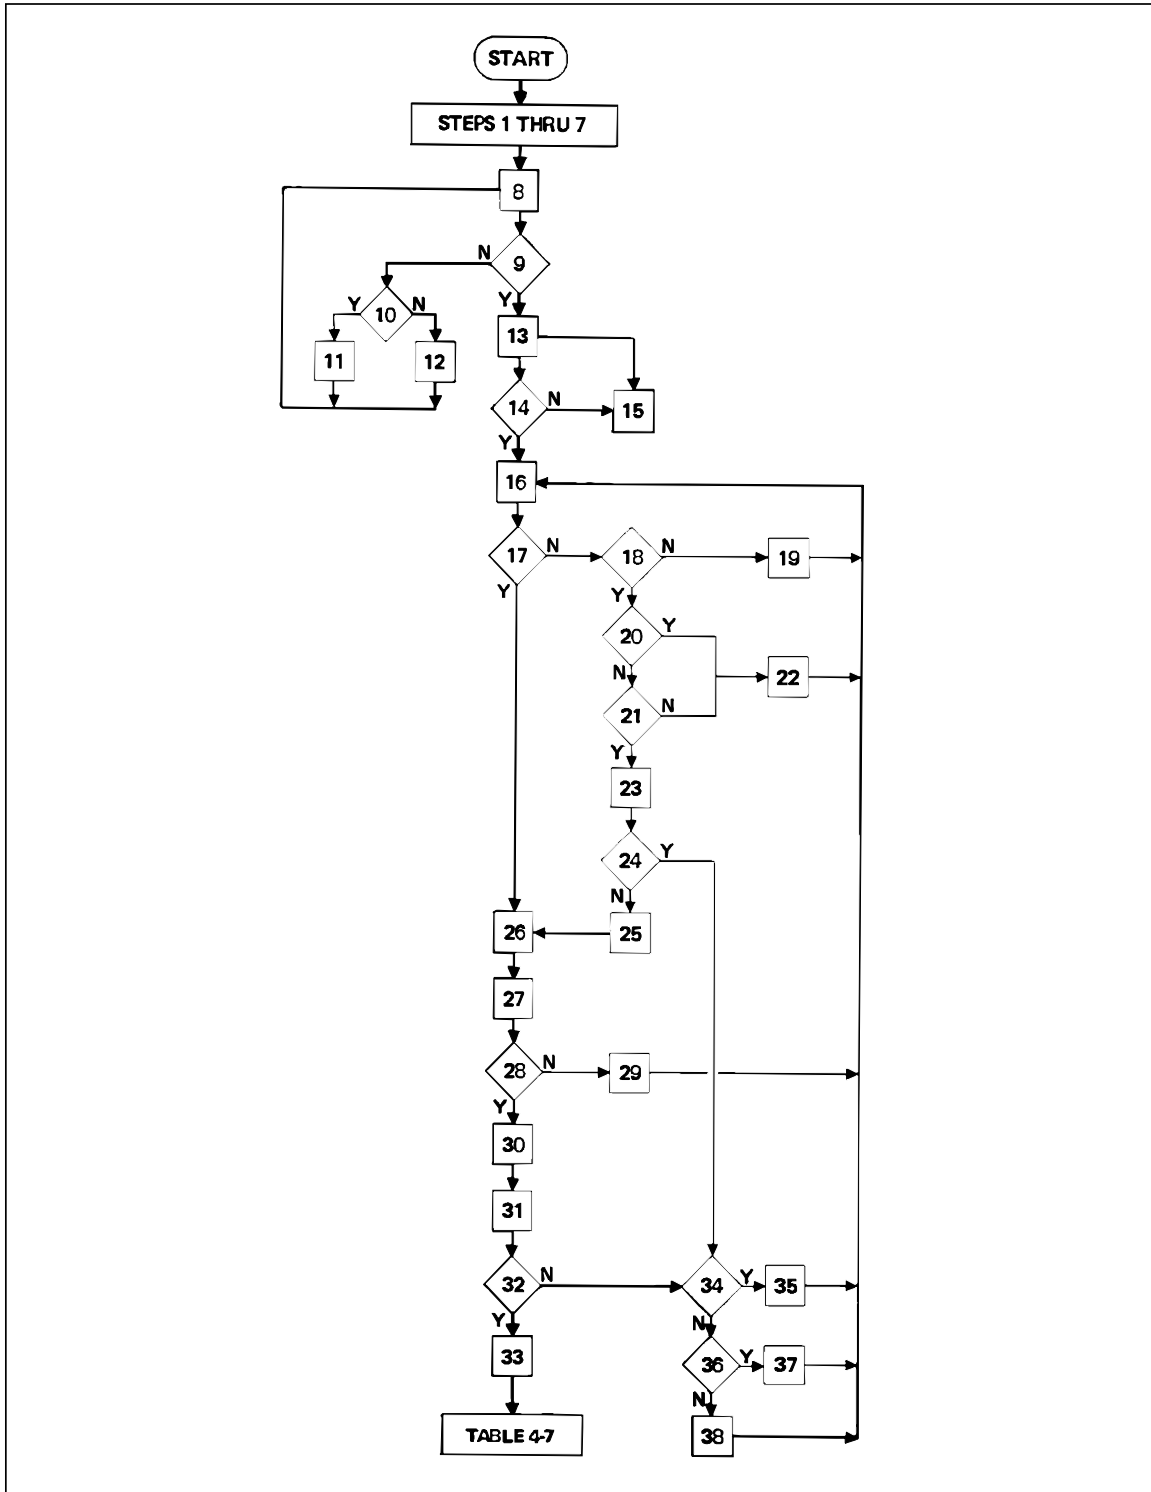 START
STEPS 1 THRU 7
8
N
9
Y
Y
10
N
13
11
12
14
N
15
Y
16
17
N
18
N
19
Y
Y
20
Y
N
22
21
N
Y
23
24
Y
N
26
25
27
28
N
29
Y
30
31
32
N
34
Y
35
Y
N
33
36
Y
37
N
TABLE 4-7
38